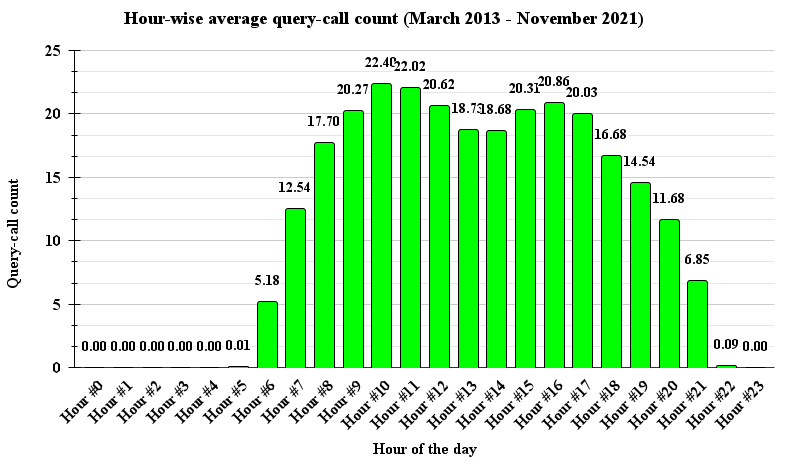 Hour-wise average query-call count (March 2013 - November 2021)
25
20
15
10
5
0
Query-call count
0.00 0.00 0.00 0.00 0.00 0.01 5.18 12.54 17.70 20.27 22.40 22.02 20.62 18.73 18.68 20.31 20.86 20.03 16.68 14.54 11.68 6.85 0.09 0.00
Hour #0 Hour #1 Hour #2 Hour #3 Hour #4 Hour #5 Hour #6 Hour #7 Hour #8 Hour #9 Hour #10 Hour #11 Hour #12 Hour #13 Hour #14 Hour #15 Hour #16 Hour #17 Hour #18 Hour #19 Hour #20 Hour #21 Hour #22 Hour #23
Hour of the day